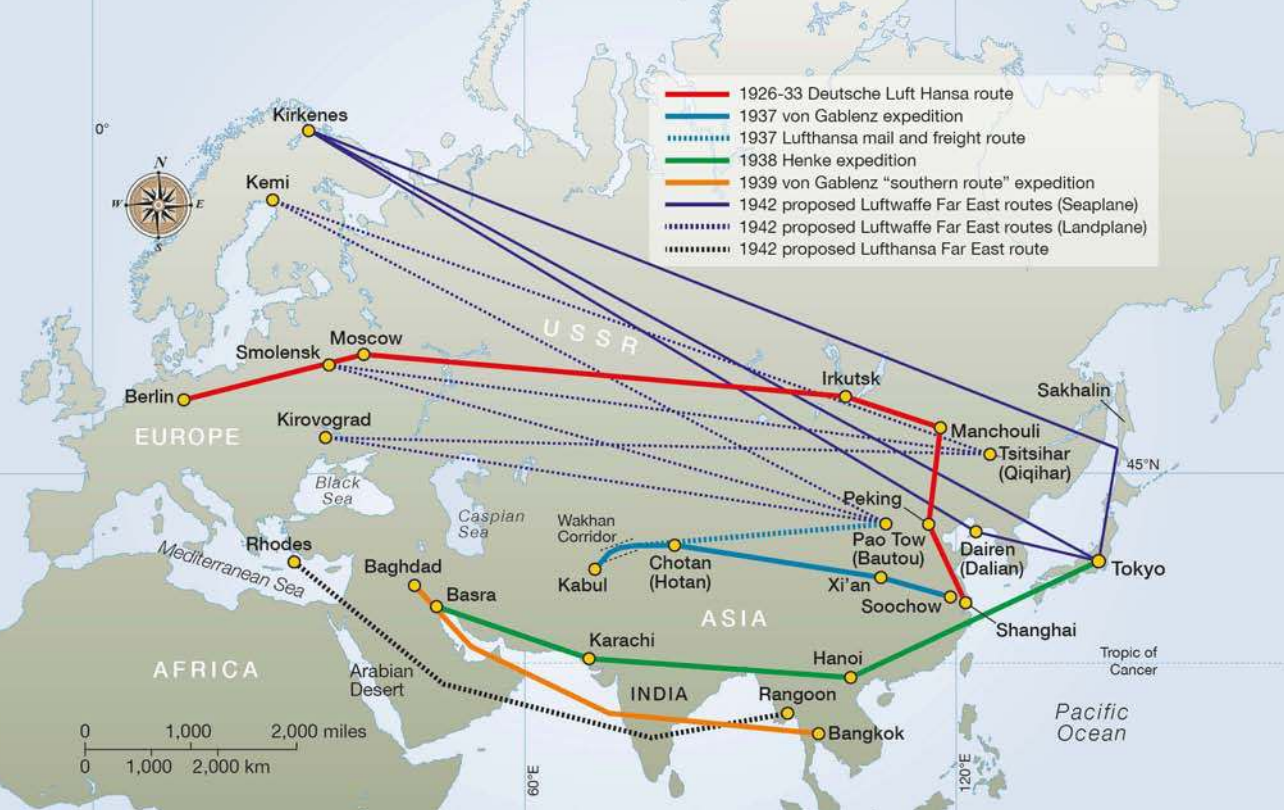 1926-33 Deutsche Luft Hansa route
1937 von Gablenz expedition
1937 Lufthansa mail and freight route
1938 Henke expedition
1939 von Gablenz “southern route” expedition
1942 proposed Luftwaffe Far East routes (Seaplane)
1942 proposed Luftwaffe Far East routes (Landplane)
1942 proposed Lufthansa Far East route
Kirkenes
0°
N
W
E
S
Kemi
USSR
Moscow
Smolensk
Berlin
Irkutsk
Sakhalin
Kirovograd
EUROPE
Manchouli
Tsitsihar
(Qiqihar)
45°N
Black
Sea
Caspian
Sea
Peking
Wakhan
Corridor
Pao Tow
(Bautou)
Dairen
(Dalian)
Rhodes
Mediterranean Sea
Baghdad
Kabul
Chotan
(Hotan)
Xi'an
Tokyo
Basra
Soochow
ASIA
Shanghai
Karachi
Hanoi
Tropic of
Cancer
AFRICA
Arabian
Desert
INDIA
Rangoon
Bangkok
Pacific
Ocean
0 1,000 2,000 miles
0 1,000 2,000 km
60°E
120°E